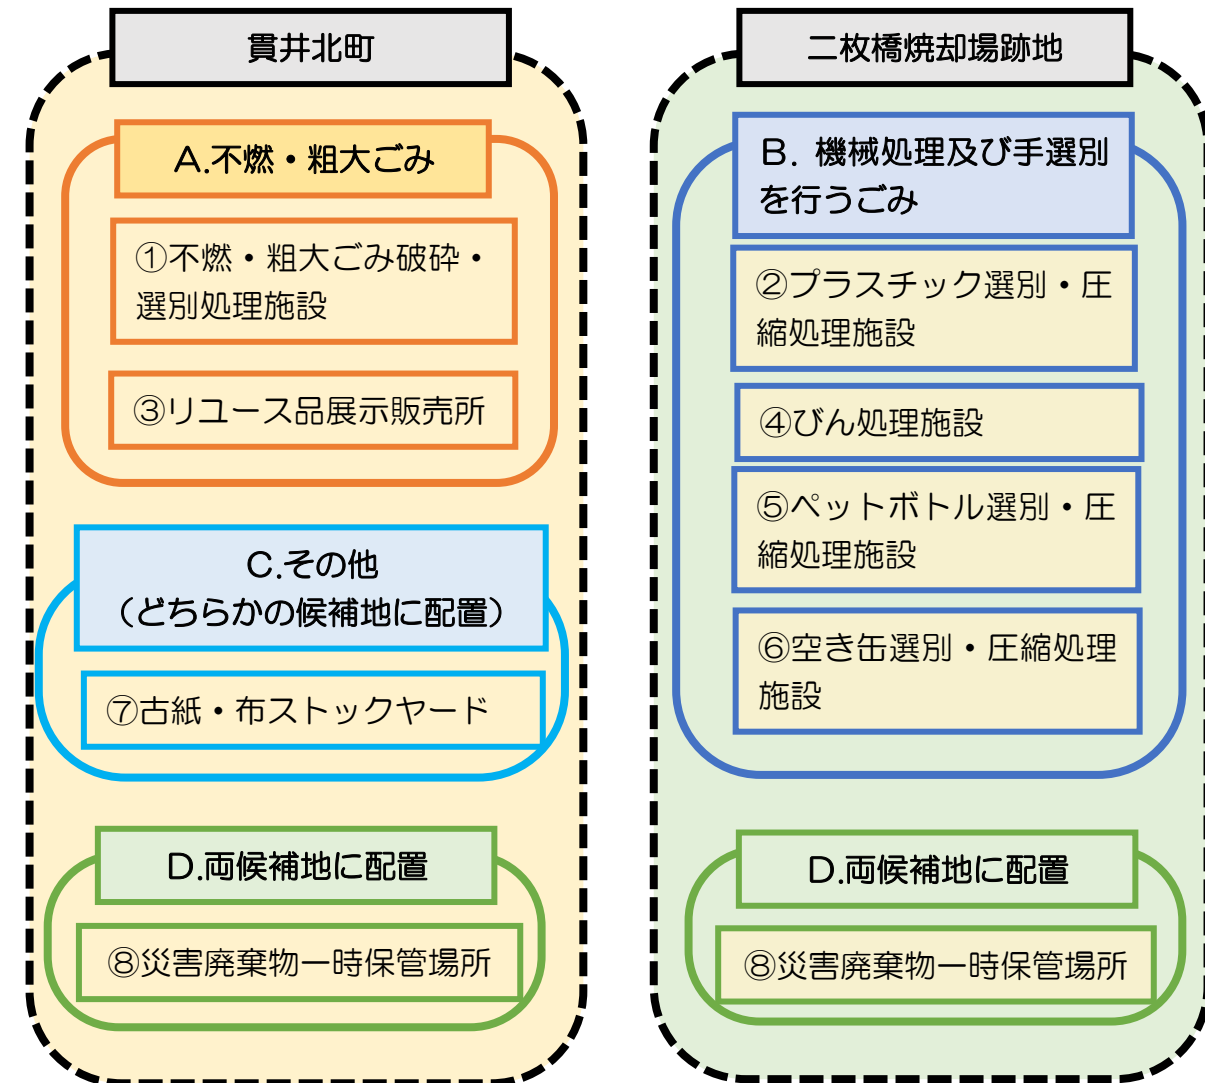 貫井北町
A.不燃・粗大ごみ
①不燃・粗大ごみ破砕・
選別処理施設
③リユース品展示販売所
C.その他
（どちらかの候補地に配置）
⑦古紙・布ストックヤード
D.両候補地に配置
⑧災害廃棄物一時保管場所
二枚橋焼却場跡地
B. 機械処理及び手選別
を行うごみ
②プラスチック選別・圧
縮処理施設
④びん処理施設
⑤ペットボトル選別・圧
縮処理施設
⑥空き缶選別・圧縮処理
施設
D.両候補地に配置
⑧災害廃棄物一時保管場所